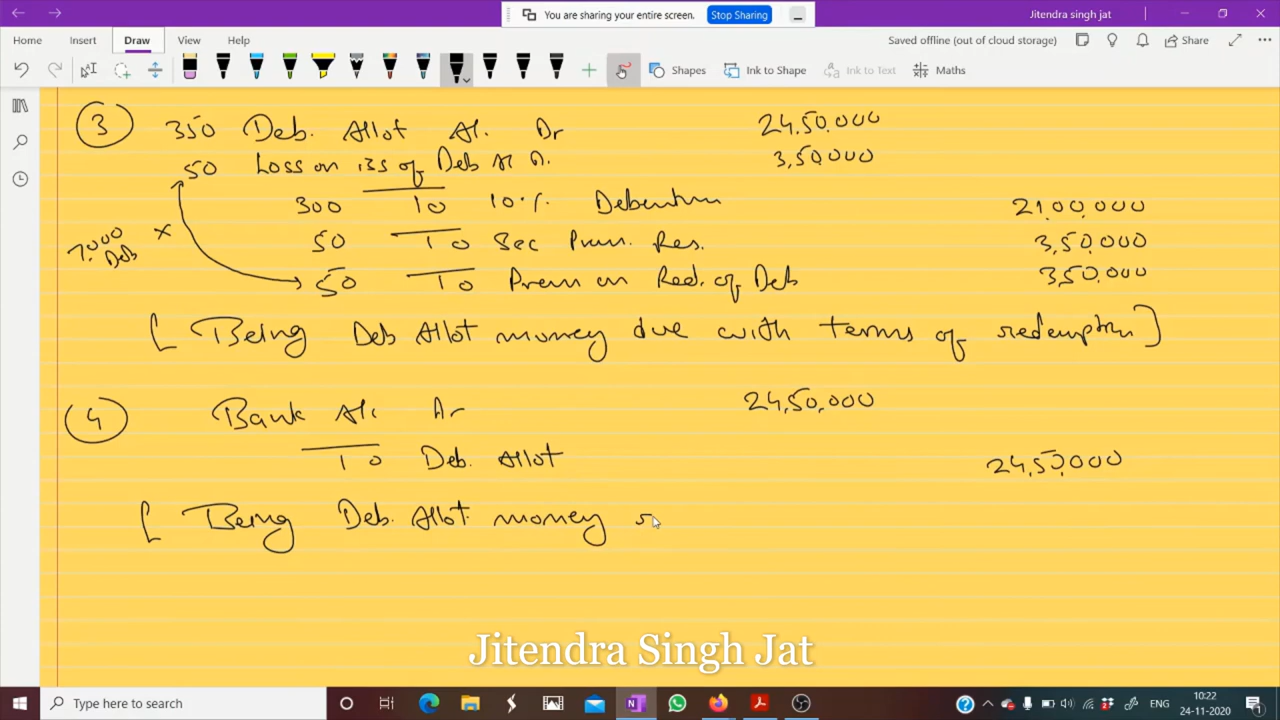 You are sharing your entire screen. Stop Sharing
Jitendra singh jat
Home Insert Draw View Help
Saved offline (out of cloud storage) Share
Shapes Ink to Shape Ink to Text Maths
3 350 Deb. Allot A/c. Dr 24,50,000
50 Loss on iss of Deb A/c D. 3,50,000
300 To 10% Debenture 21,00,000
7,000 Deb × 50 To Sec Prem. Res. 3,50,000
50 To Prem on Red. of Deb 3,50,000
[ Being Deb Allot money due with terms of redemption ]
4 Bank A/c. Dr 24,50,000
To Deb. Allot 24,50,000
[ Being Deb. Allot. money
Jitendra Singh Jat
Type here to search
ENG
10:22
24-11-2020